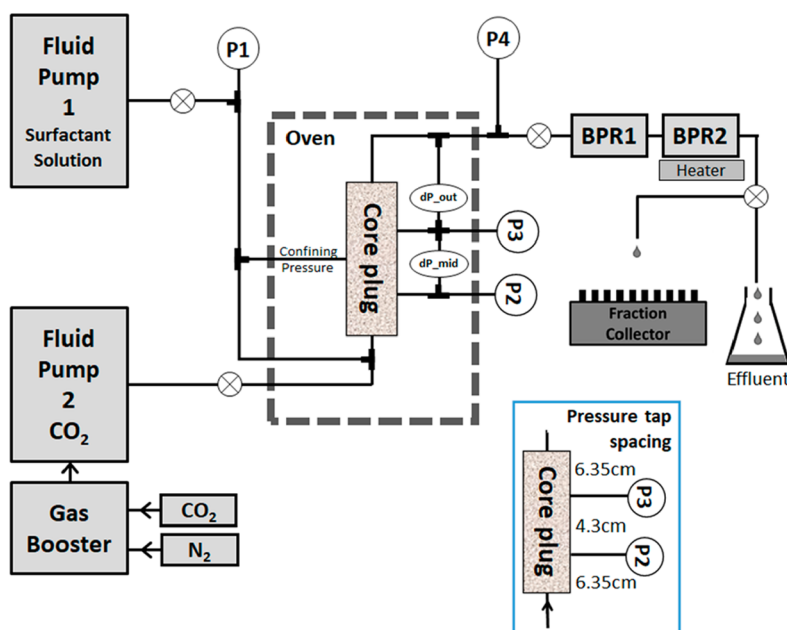 Fluid
Pump
1
Surfactant
Solution
P1
P4
Oven
BPR1
BPR2
Heater
dP_out
Core plug
P3
Confining
Pressure
dP_mid
P2
Fluid
Pump
2
CO₂
Fraction
Collector
Effluent
Gas
Booster
CO₂
N₂
Pressure tap
spacing
Core plug
6.35cm
P3
4.3cm
P2
6.35cm